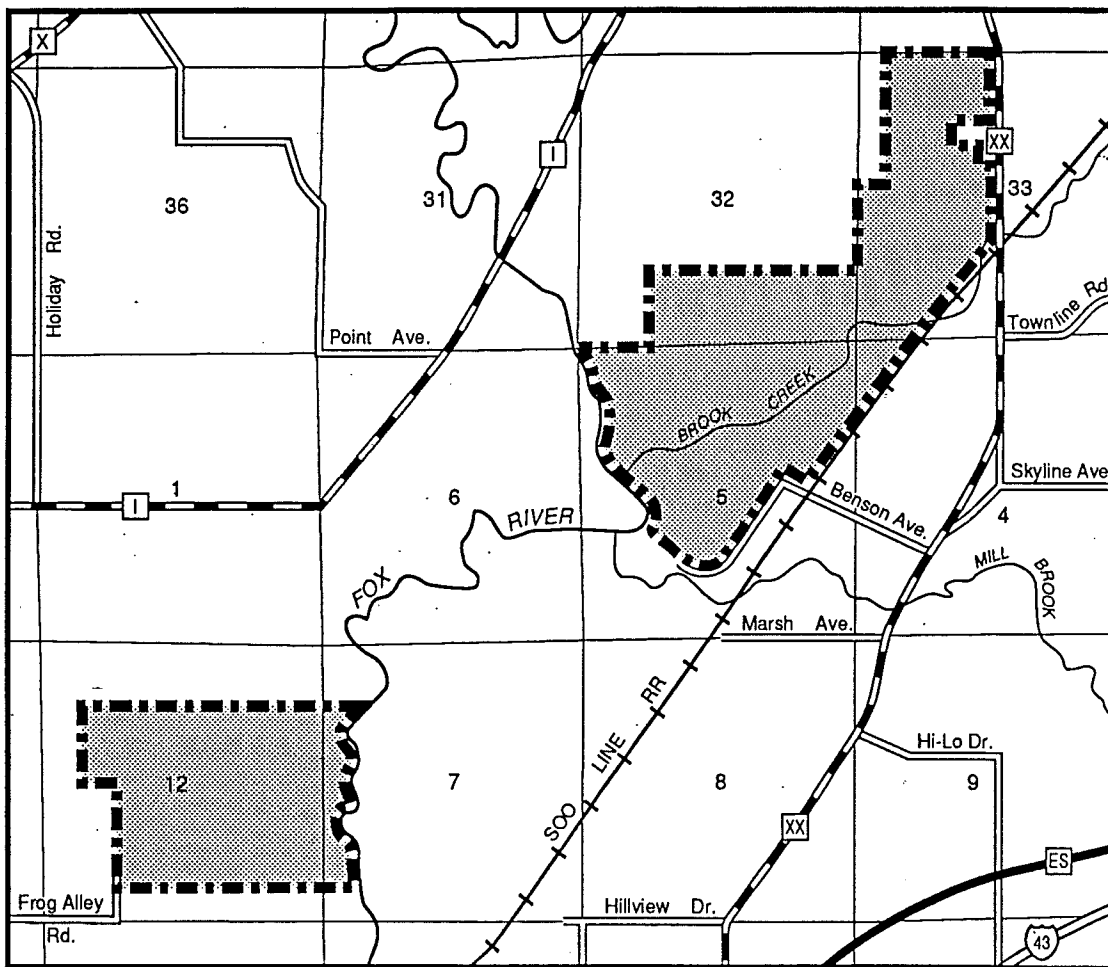 X
I
XX
36
31
32
33
Holiday Rd.
Townline Rd.
Point Ave.
BROOK CREEK
Skyline Ave.
1
I
6
5
4
RIVER
Benson Ave.
FOX
MILL BROOK
Marsh Ave.
SOO LINE RR
Hi-Lo Dr.
12
7
8
9
XX
ES
Frog Alley
Rd.
Hillview Dr.
43